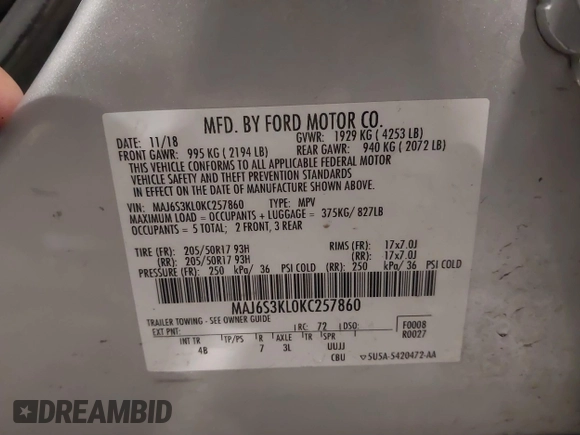 MFD. BY FORD MOTOR CO.
DATE: 11/18 GVWR: 1929 KG ( 4253 LB)
FRONT GAWR: 995 KG ( 2194 LB) REAR GAWR: 940 KG ( 2072 LB)
THIS VEHICLE CONFORMS TO ALL APPLICABLE FEDERAL MOTOR
VEHICLE SAFETY AND THEFT PREVENTION STANDARDS
IN EFFECT ON THE DATE OF MANUFACTURE SHOWN ABOVE.
VIN: MAJ6S3KL0KC257860 TYPE: MPV
MAXIMUM LOAD = OCCUPANTS + LUGGAGE = 375KG/ 827LB
OCCUPANTS = 5 TOTAL; 2 FRONT, 3 REAR
TIRE (FR): 205/50R17 93H RIMS (FR): 17x7.0J
(RR): 205/50R17 93H (RR): 17x7.0J
PRESSURE (FR): 250 kPa/ 36 PSI COLD (RR): 250 kPa/ 36 PSI COLD
MAJ6S3KL0KC257860
TRAILER TOWING - SEE OWNER GUIDE
EXT PNT: RC: 72 DSO: F0008
R0027
INT TR TP/PS R AXLE TR SPR
4B 7 3L UUJJ
CBU 5U5A-5420472-AA
DREAMBID